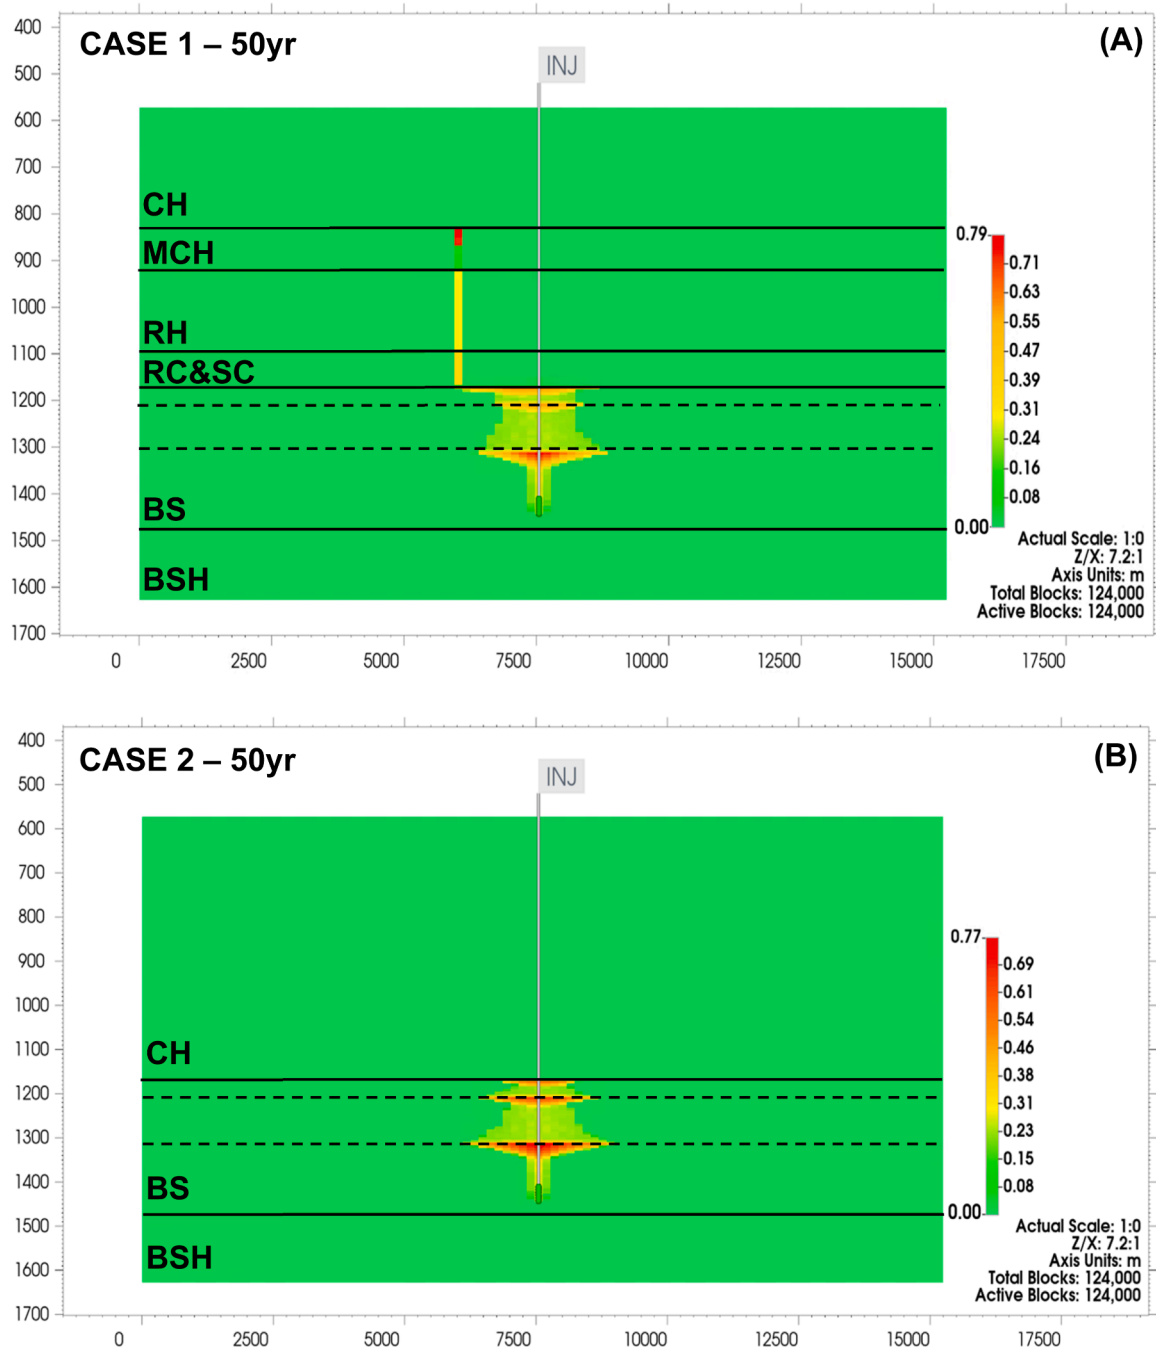 CASE 1 – 50yr
(A)
INJ
400
500
600
700
800
900
1000
1100
1200
1300
1400
1500
1600
1700
CH
MCH
RH
RC&SC
BS
BSH
0.79
0.71
0.63
0.55
0.47
0.39
0.31
0.24
0.16
0.08
0.00
Actual Scale: 1:0
Z/X: 7.2:1
Axis Units: m
Total Blocks: 124,000
Active Blocks: 124,000
0 2500 5000 7500 10000 12500 15000 17500
CASE 2 – 50yr
(B)
INJ
400
500
600
700
800
900
1000
1100
1200
1300
1400
1500
1600
1700
CH
BS
BSH
0.77
0.69
0.61
0.54
0.46
0.38
0.31
0.23
0.15
0.08
0.00
Actual Scale: 1:0
Z/X: 7.2:1
Axis Units: m
Total Blocks: 124,000
Active Blocks: 124,000
0 2500 5000 7500 10000 12500 15000 17500